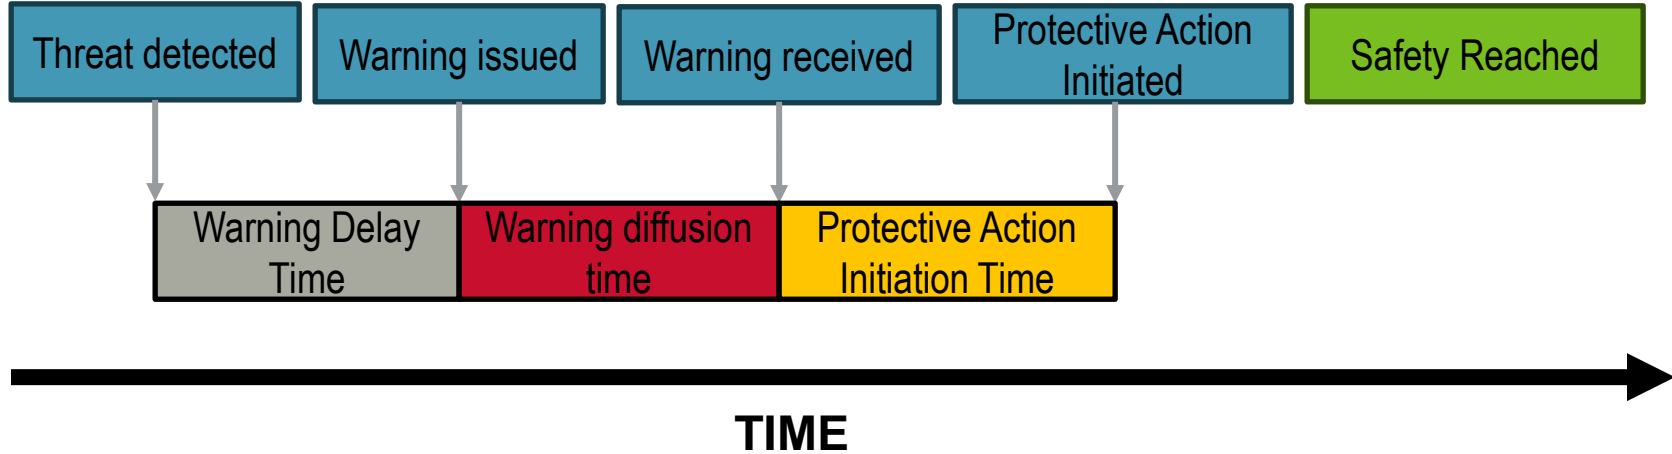 Threat detected
Warning issued
Warning received
Protective Action
Initiated
Safety Reached
Warning Delay
Time
Warning diffusion
time
Protective Action
Initiation Time
TIME